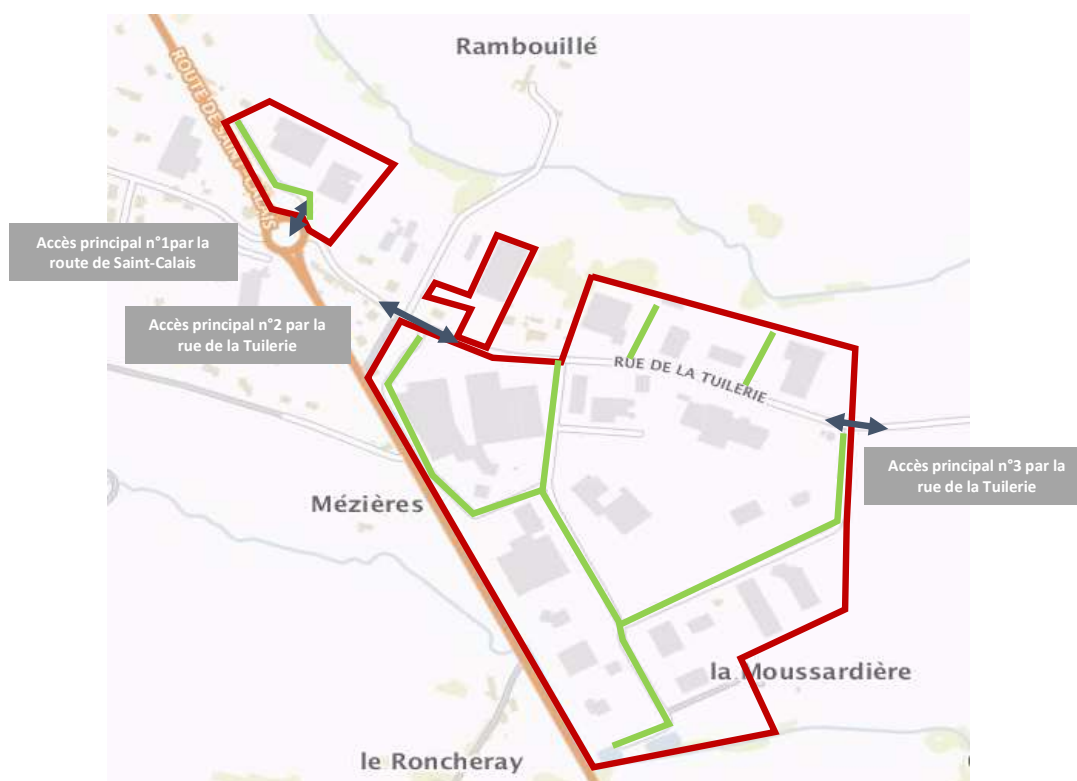 Rambouillé
ROUTE DE SAINT-CALAIS
Accès principal n°1par la
route de Saint-Calais
Accès principal n°2 par la
rue de la Tuilerie
RUE DE LA TUILERIE
Accès principal n°3 par la
rue de la Tuilerie
Mézières
la Moussardière
le Roncheray